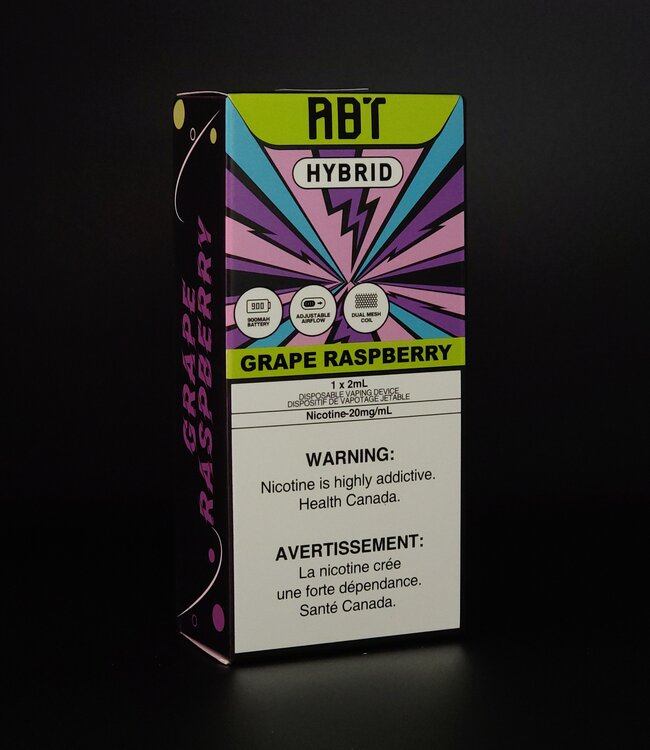 ABT
HYBRID
900
900MAH
BATTERY
ADJUSTABLE
AIRFLOW
DUAL MESH
COIL
GRAPE RASPBERRY
1 x 2mL
DISPOSABLE VAPING DEVICE
DISPOSITIF DE VAPOTAGE JETABLE
Nicotine-20mg/mL
WARNING:
Nicotine is highly addictive.
Health Canada.
AVERTISSEMENT:
La nicotine crée
une forte dépendance.
Santé Canada.
GRAPE
RASPBERRY